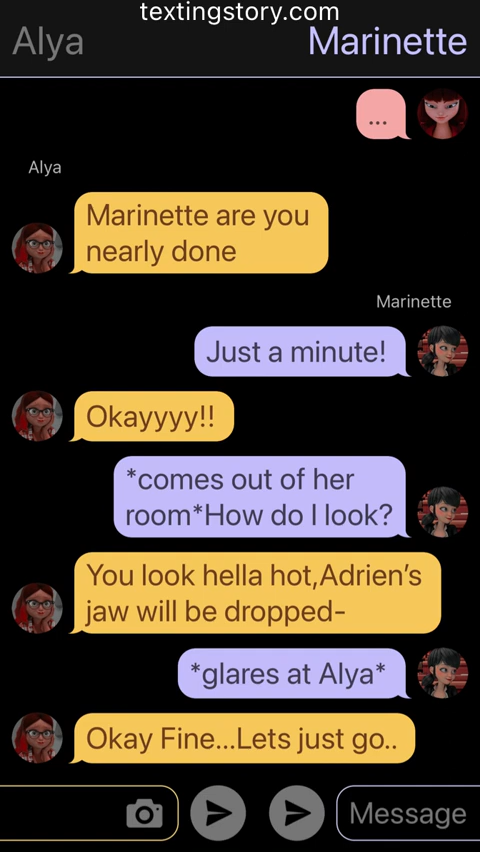 textingstory.com
Alya
Marinette
...
Alya
Marinette are you
nearly done
Marinette
Just a minute!
Okayyyy!!
*comes out of her
room*How do I look?
You look hella hot,Adrien’s
jaw will be dropped-
*glares at Alya*
Okay Fine...Lets just go..
Message